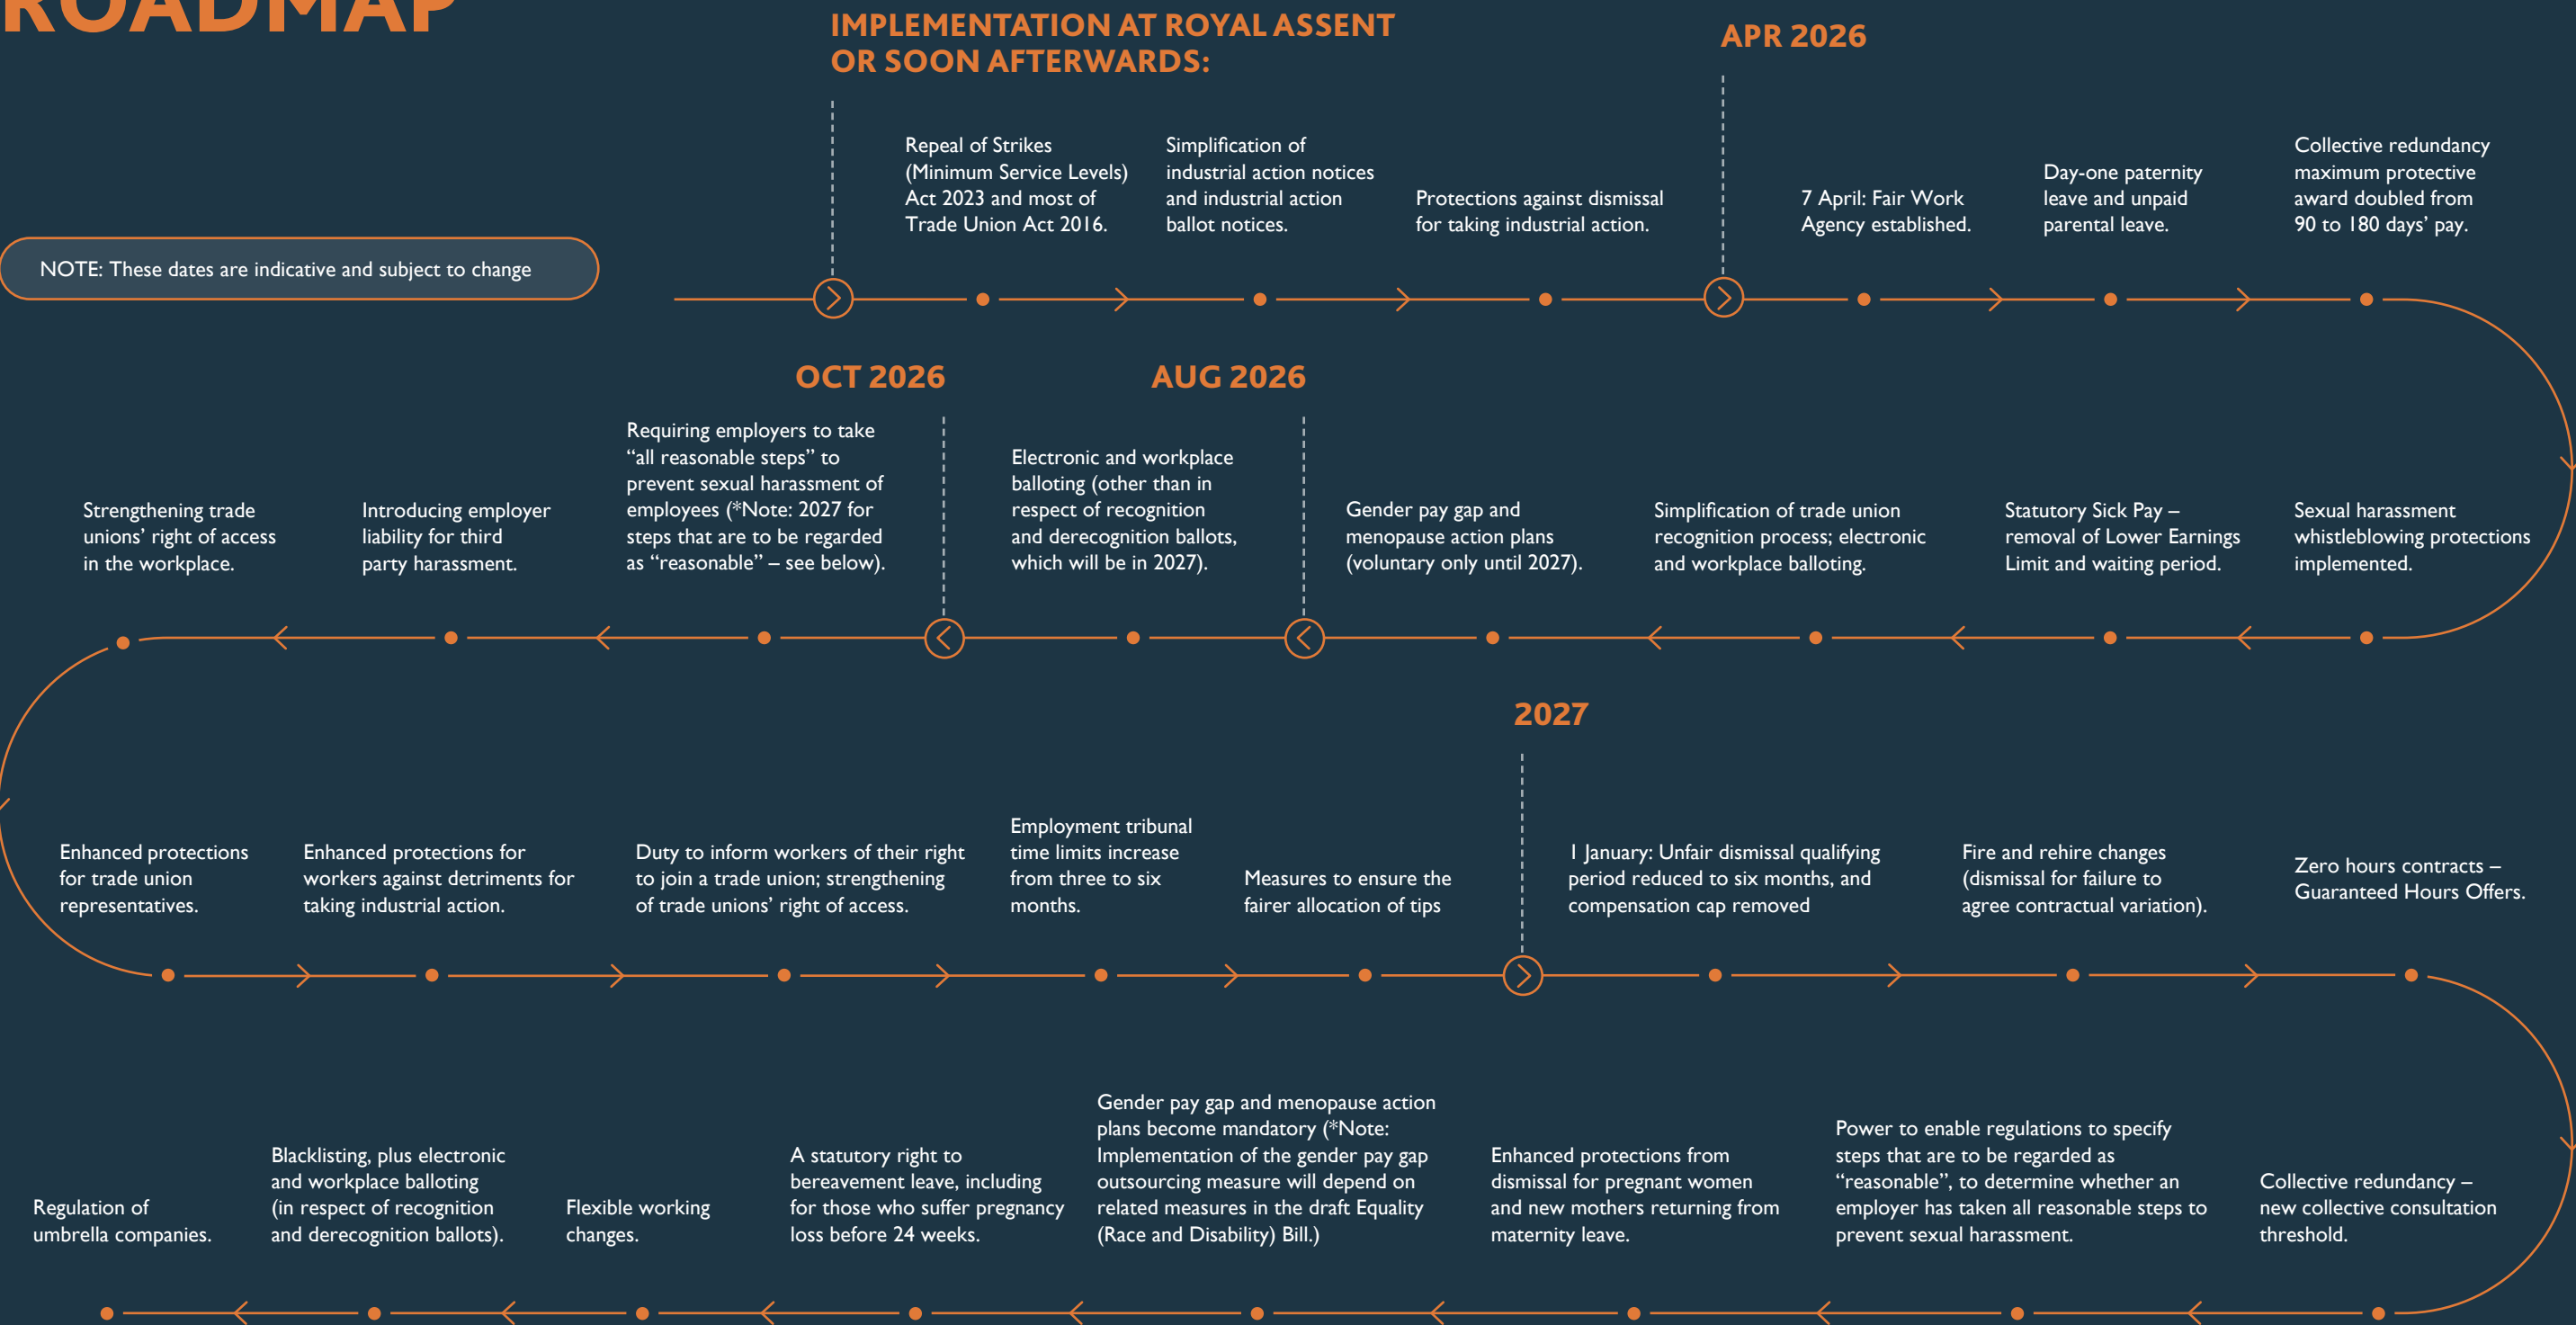 ROADMAP
IMPLEMENTATION AT ROYAL ASSENT
OR SOON AFTERWARDS:
Repeal of Strikes
(Minimum Service Levels)
Act 2023 and most of
Trade Union Act 2016.
Simplification of
industrial action notices
and industrial action
ballot notices.
Protections against dismissal
for taking industrial action.
APR 2026
7 April: Fair Work
Agency established.
Day-one paternity
leave and unpaid
parental leave.
Collective redundancy
maximum protective
award doubled from
90 to 180 days’ pay.
NOTE: These dates are indicative and subject to change
Sexual harassment
whistleblowing protections
implemented.
Statutory Sick Pay –
removal of Lower Earnings
Limit and waiting period.
Simplification of trade union
recognition process; electronic
and workplace balloting.
Gender pay gap and
menopause action plans
(voluntary only until 2027).
AUG 2026
Electronic and workplace
balloting (other than in
respect of recognition
and derecognition ballots,
which will be in 2027).
OCT 2026
Requiring employers to take
“all reasonable steps” to
prevent sexual harassment of
employees (*Note: 2027 for
steps that are to be regarded
as “reasonable” – see below).
Introducing employer
liability for third
party harassment.
Strengthening trade
unions’ right of access
in the workplace.
Enhanced protections
for trade union
representatives.
Enhanced protections for
workers against detriments for
taking industrial action.
Duty to inform workers of their right
to join a trade union; strengthening
of trade unions’ right of access.
Employment tribunal
time limits increase
from three to six
months.
Measures to ensure the
fairer allocation of tips
2027
1 January: Unfair dismissal qualifying
period reduced to six months, and
compensation cap removed
Fire and rehire changes
(dismissal for failure to
agree contractual variation).
Zero hours contracts –
Guaranteed Hours Offers.
Collective redundancy –
new collective consultation
threshold.
Power to enable regulations to specify
steps that are to be regarded as
“reasonable”, to determine whether an
employer has taken all reasonable steps to
prevent sexual harassment.
Enhanced protections from
dismissal for pregnant women
and new mothers returning from
maternity leave.
Gender pay gap and menopause action
plans become mandatory (*Note:
Implementation of the gender pay gap
outsourcing measure will depend on
related measures in the draft Equality
(Race and Disability) Bill.)
A statutory right to
bereavement leave, including
for those who suffer pregnancy
loss before 24 weeks.
Flexible working
changes.
Blacklisting, plus electronic
and workplace balloting
(in respect of recognition
and derecognition ballots).
Regulation of
umbrella companies.